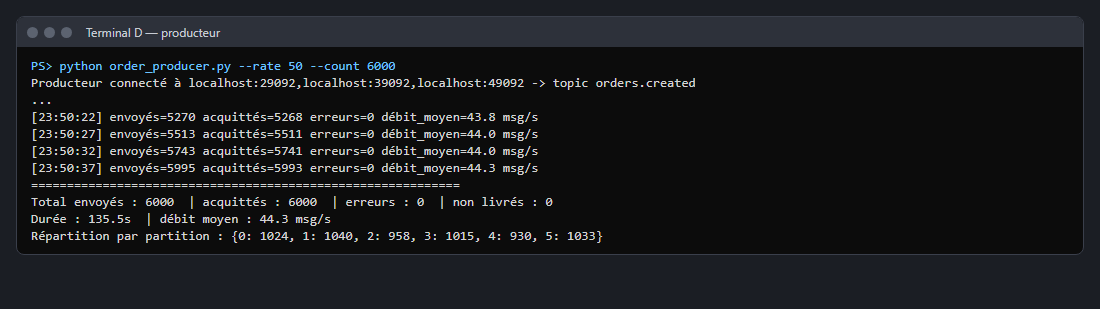 Terminal D — producteur
PS> python order_producer.py --rate 50 --count 6000
Producteur connecté à localhost:29092,localhost:39092,localhost:49092 -> topic orders.created
...
[23:50:22] envoyés=5270 acquittés=5268 erreurs=0 débit_moyen=43.8 msg/s
[23:50:27] envoyés=5513 acquittés=5511 erreurs=0 débit_moyen=44.0 msg/s
[23:50:32] envoyés=5743 acquittés=5741 erreurs=0 débit_moyen=44.0 msg/s
[23:50:37] envoyés=5995 acquittés=5993 erreurs=0 débit_moyen=44.3 msg/s
============================================================
Total envoyés : 6000  | acquittés : 6000  | erreurs : 0  | non livrés : 0
Durée : 135.5s  | débit moyen : 44.3 msg/s
Répartition par partition : {0: 1024, 1: 1040, 2: 958, 3: 1015, 4: 930, 5: 1033}